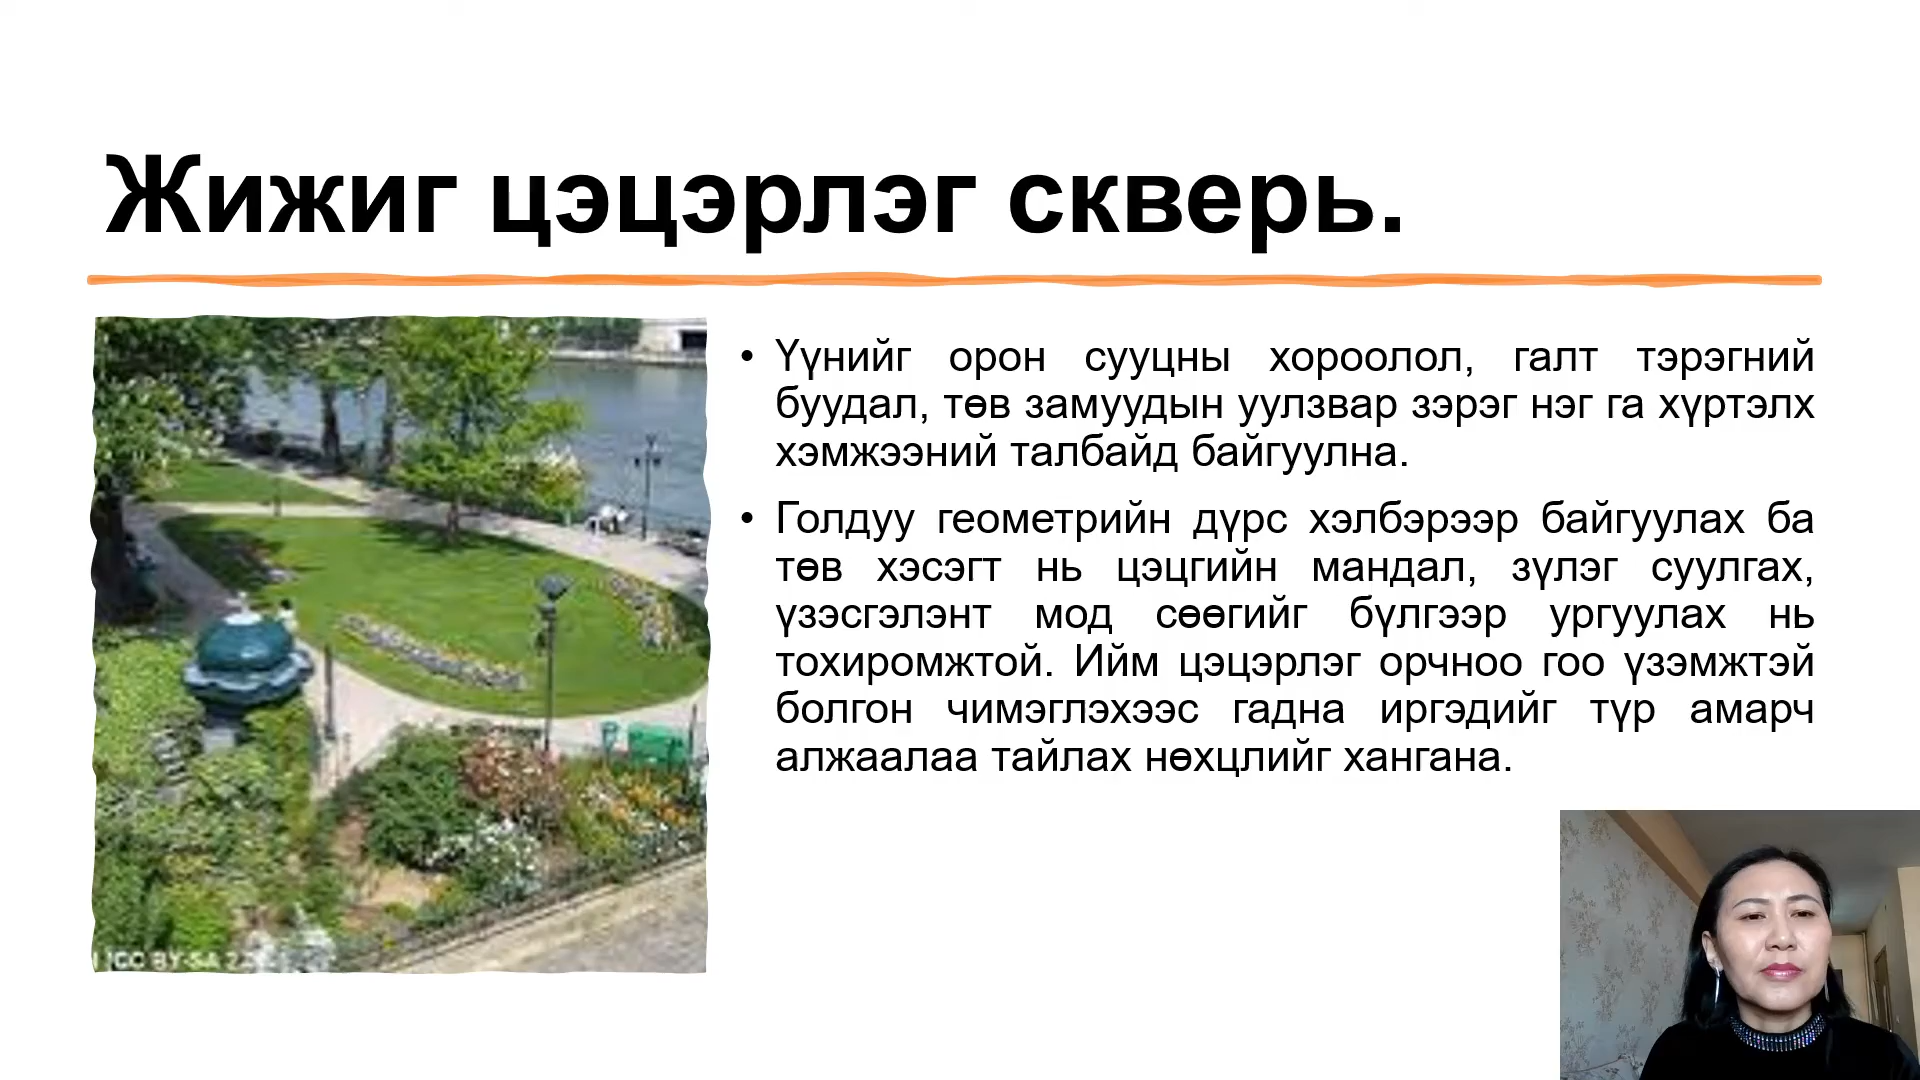 Жижиг цэцэрлэг скверь.
• Үүнийг орон сууцны хороолол, галт тэрэгний
буудал, төв замуудын уулзвар зэрэг нэг га хүртэлх
хэмжээний талбайд байгуулна.
• Голдуу геометрийн дүрс хэлбэрээр байгуулах ба
төв хэсэгт нь цэцгийн мандал, зүлэг суулгах,
үзэсгэлэнт мод сөөгийг бүлгээр ургуулах нь
тохиромжтой. Ийм цэцэрлэг орчноо гоо үзэмжтэй
болгон чимэглэхээс гадна иргэдийг түр амарч
алжаалаа тайлах нөхцлийг хангана.
CC BY-SA